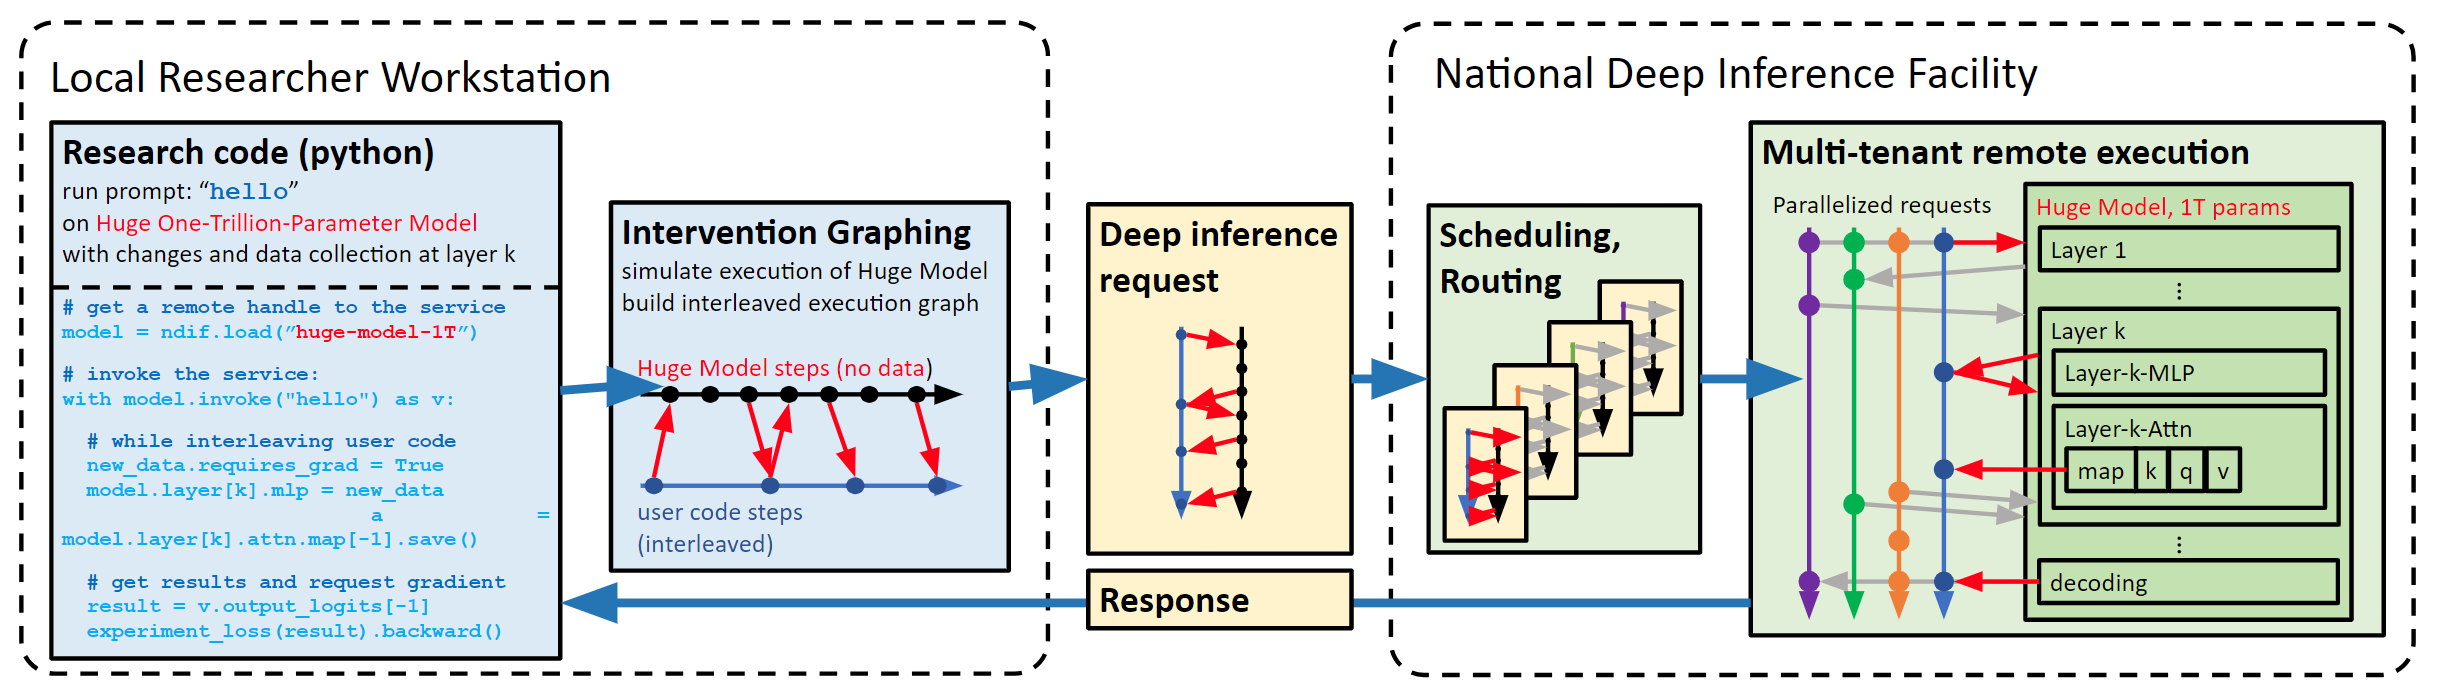 Local Researcher Workstation
Research code (python)
run prompt: “hello”
on Huge One-Trillion-Parameter Model
with changes and data collection at layer k
# get a remote handle to the service
model = ndif.load(”huge-model-1T”)
# invoke the service:
with model.invoke("hello") as v:
# while interleaving user code
new_data.requires_grad = True
model.layer[k].mlp = new_data
a =
model.layer[k].attn.map[-1].save()
# get results and request gradient
result = v.output_logits[-1]
experiment_loss(result).backward()
Intervention Graphing
simulate execution of Huge Model
build interleaved execution graph
Huge Model steps (no data)
user code steps
(interleaved)
Deep inference
request
Response
National Deep Inference Facility
Scheduling,
Routing
Multi-tenant remote execution
Parallelized requests
Huge Model, 1T params
Layer 1
⋮
Layer k
Layer-k-MLP
Layer-k-Attn
map k q v
⋮
decoding